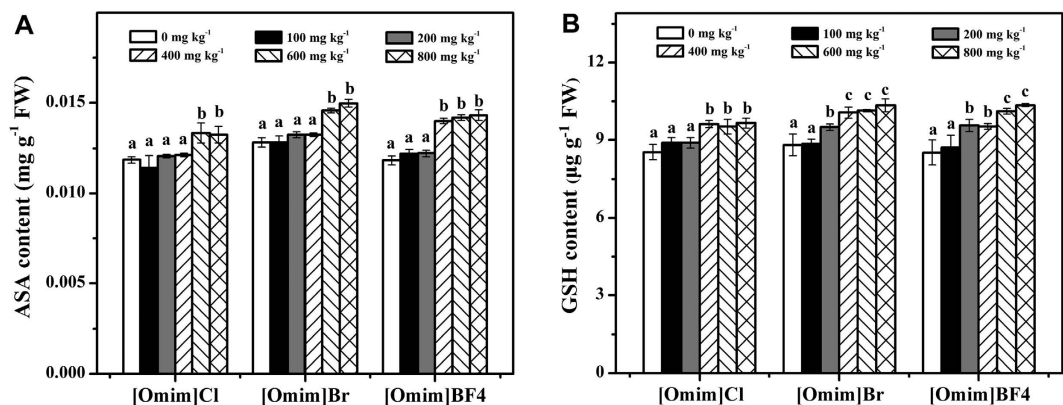 A
0 mg kg⁻¹ 100 mg kg⁻¹ 200 mg kg⁻¹
400 mg kg⁻¹ 600 mg kg⁻¹ 800 mg kg⁻¹
ASA content (mg g⁻¹ FW)
0.015
0.010
0.005
0.000
a a a a b b
a a a a b b
a a a b b b
[Omim]Cl [Omim]Br [Omim]BF4
B
0 mg kg⁻¹ 100 mg kg⁻¹ 200 mg kg⁻¹
400 mg kg⁻¹ 600 mg kg⁻¹ 800 mg kg⁻¹
GSH content (µg g⁻¹ FW)
12
9
6
3
0
a a a b b b
a a b c c c
a a b b c c
[Omim]Cl [Omim]Br [Omim]BF4